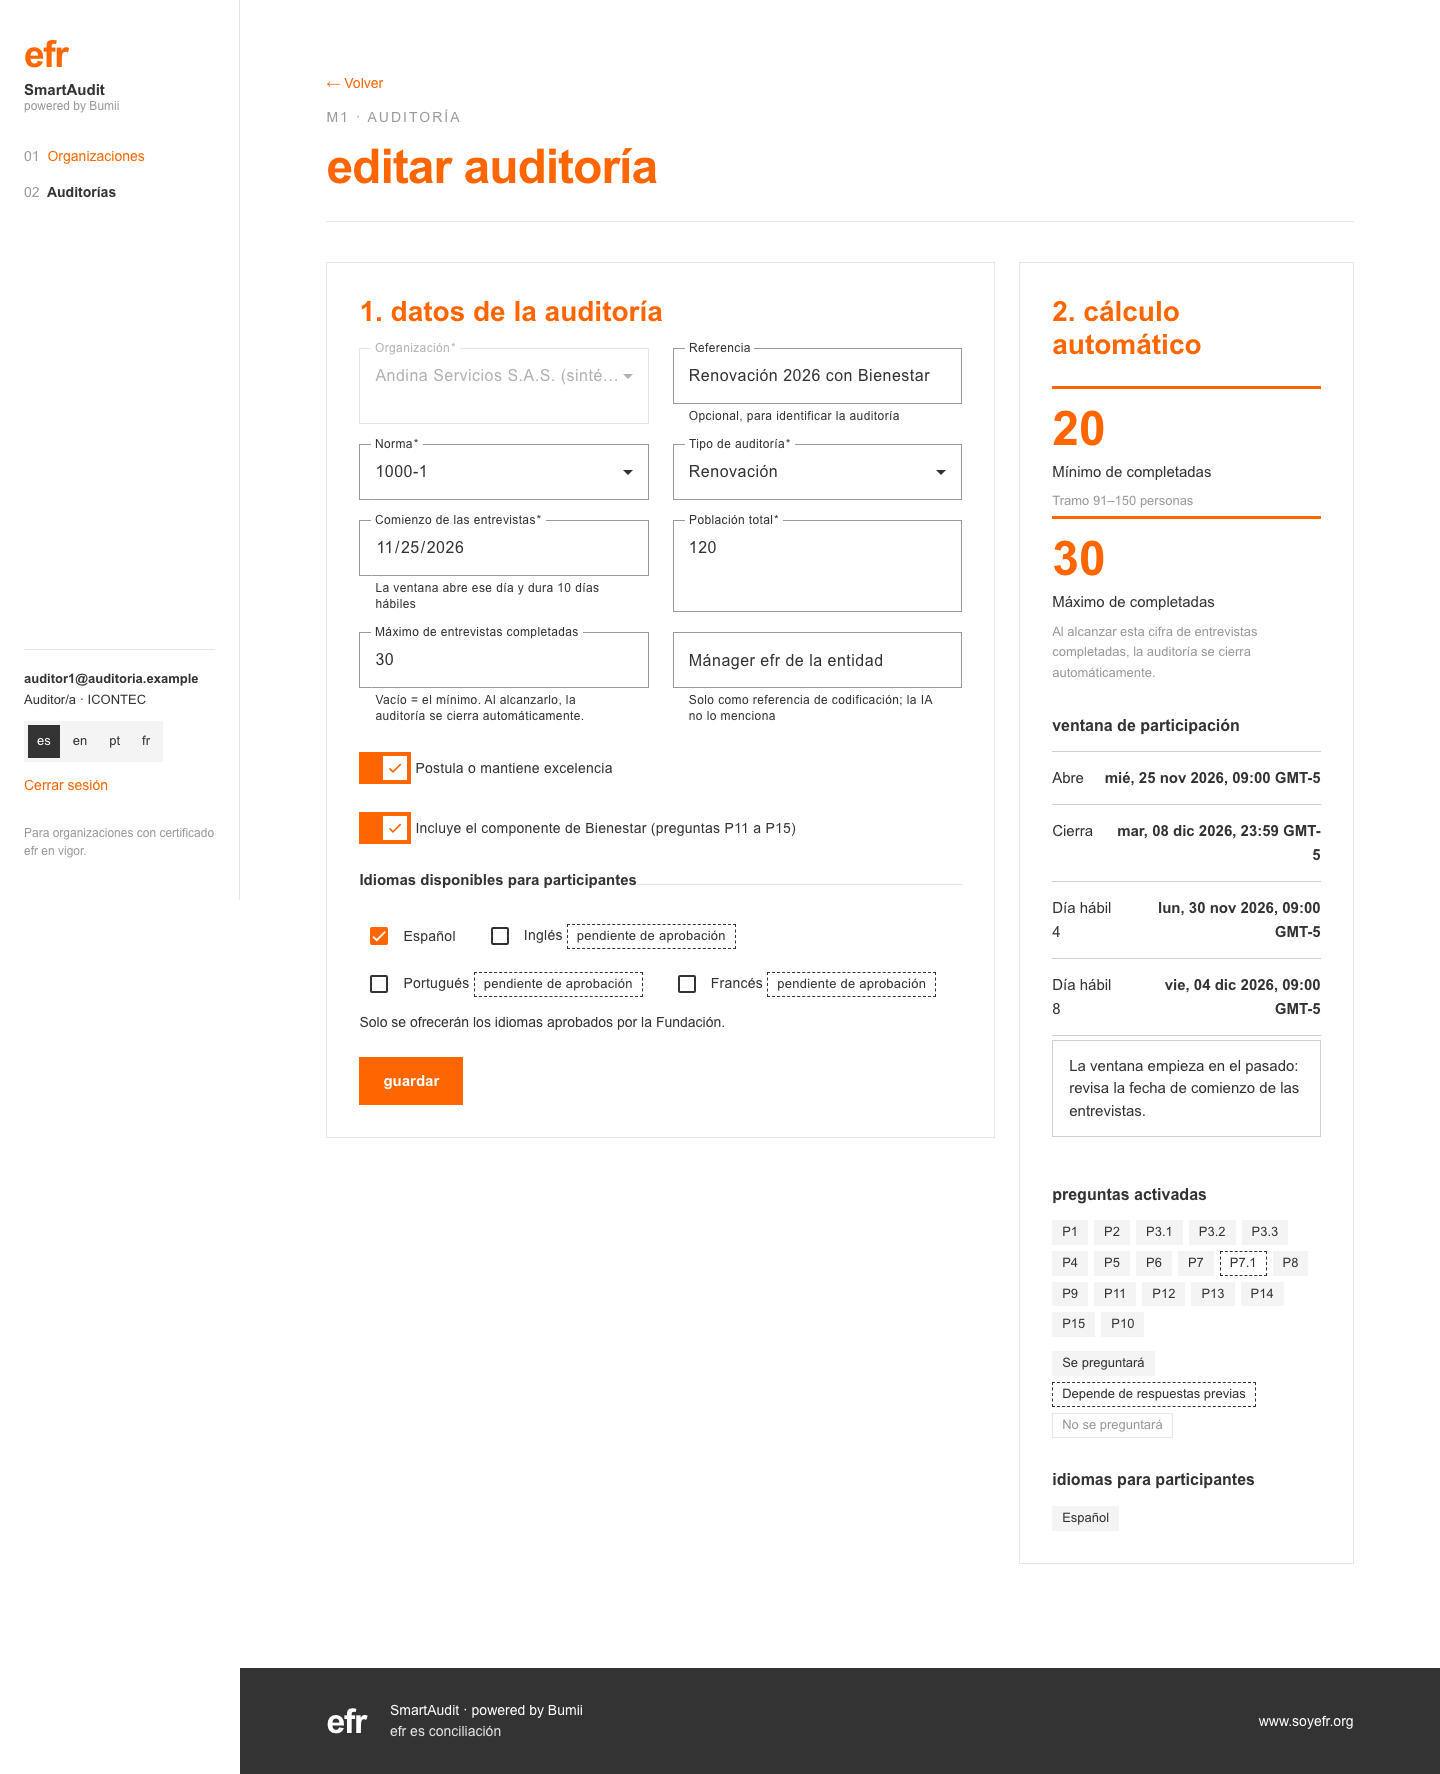 efr
SmartAudit
powered by Bumii
01 Organizaciones
02 Auditorías
auditor1@auditoria.example
Auditor/a · ICONTEC
es en pt fr
Cerrar sesión
Para organizaciones con certificado
efr en vigor.
← Volver
M1 · AUDITORÍA
editar auditoría
1. datos de la auditoría
Organización*
Andina Servicios S.A.S. (sinté...
Referencia
Renovación 2026 con Bienestar
Opcional, para identificar la auditoría
Norma*
1000-1
Tipo de auditoría*
Renovación
Comienzo de las entrevistas*
11/25/2026
La ventana abre ese día y dura 10 días
hábiles
Población total*
120
Máximo de entrevistas completadas
30
Vacío = el mínimo. Al alcanzarlo, la
auditoría se cierra automáticamente.
Mánager efr de la entidad
Solo como referencia de codificación; la IA
no lo menciona
Postula o mantiene excelencia
Incluye el componente de Bienestar (preguntas P11 a P15)
Idiomas disponibles para participantes
Español Inglés pendiente de aprobación
Portugués pendiente de aprobación Francés pendiente de aprobación
Solo se ofrecerán los idiomas aprobados por la Fundación.
guardar
2. cálculo
automático
20
Mínimo de completadas
Tramo 91–150 personas
30
Máximo de completadas
Al alcanzar esta cifra de entrevistas
completadas, la auditoría se cierra
automáticamente.
ventana de participación
Abre mié, 25 nov 2026, 09:00 GMT-5
Cierra mar, 08 dic 2026, 23:59 GMT-
5
Día hábil lun, 30 nov 2026, 09:00
4 GMT-5
Día hábil vie, 04 dic 2026, 09:00
8 GMT-5
La ventana empieza en el pasado:
revisa la fecha de comienzo de las
entrevistas.
preguntas activadas
P1 P2 P3.1 P3.2 P3.3
P4 P5 P6 P7 P7.1 P8
P9 P11 P12 P13 P14
P15 P10
Se preguntará
Depende de respuestas previas
No se preguntará
idiomas para participantes
Español
efr
SmartAudit · powered by Bumii
efr es conciliación
www.soyefr.org